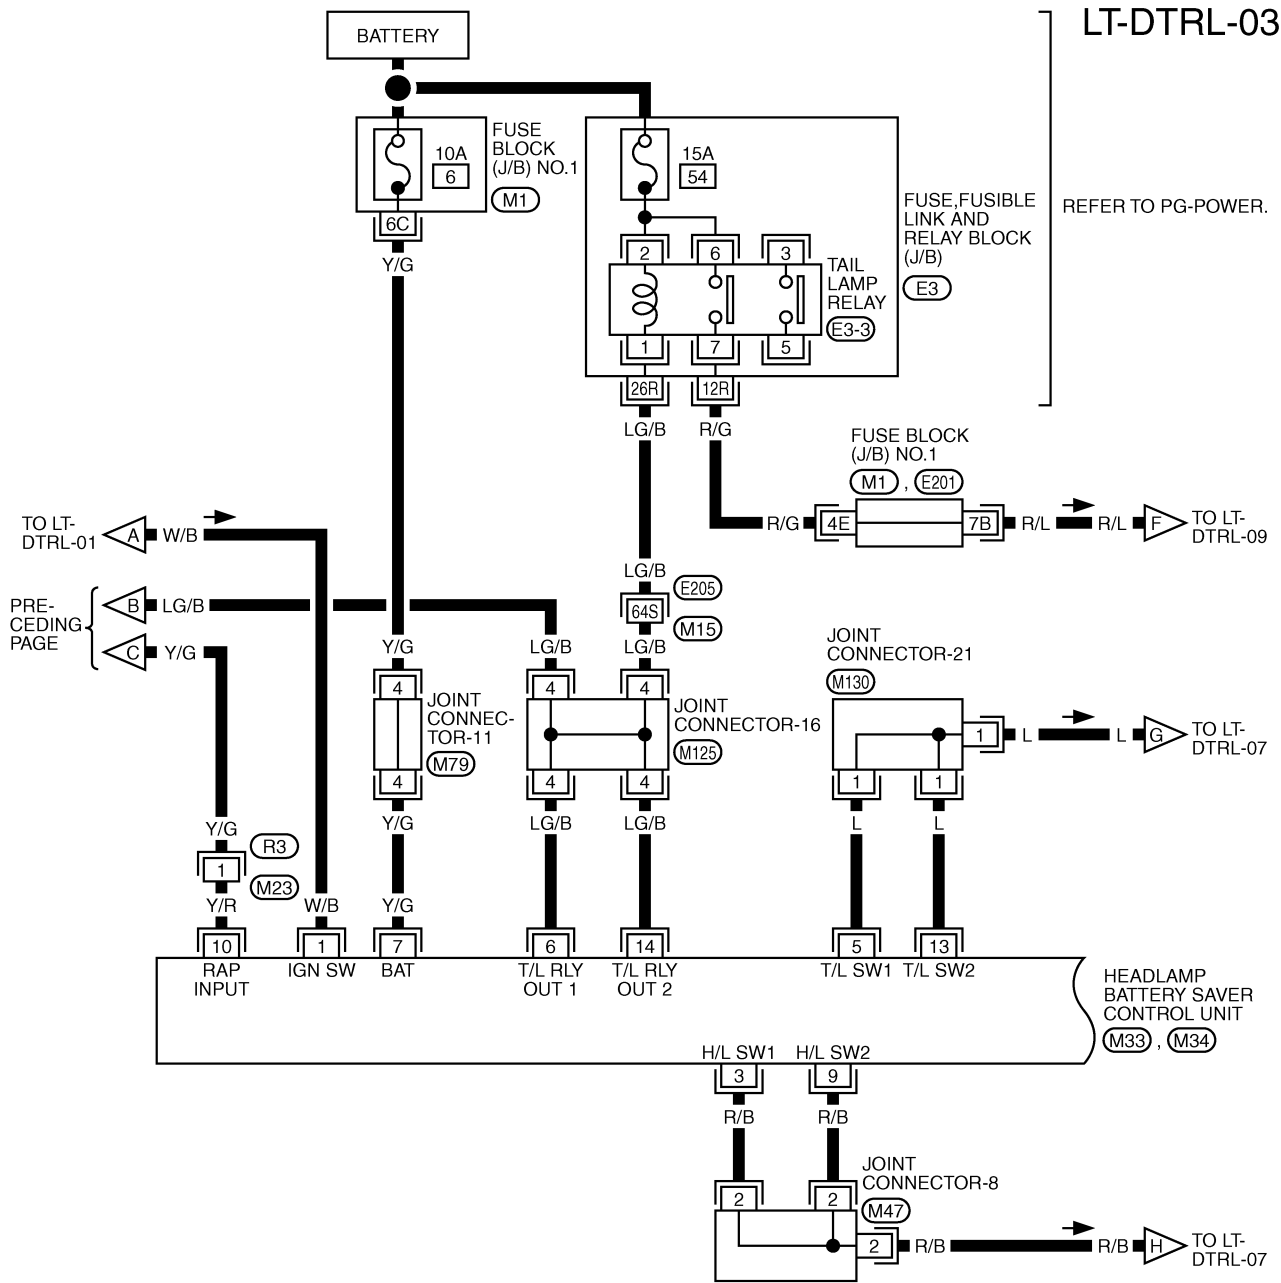 LT-DTRL-03
BATTERY
10A
6
FUSE
BLOCK
(J/B) NO.1
M1
6C
Y/G
15A
54
FUSE,FUSIBLE
LINK AND
RELAY BLOCK
(J/B)
E3
REFER TO PG-POWER.
2
6
3
TAIL
LAMP
RELAY
E3-3
1
7
5
26R
12R
LG/B
R/G
FUSE BLOCK
(J/B) NO.1
M1 , E201
R/G
4E
7B
R/L
R/L
F
TO LT-
DTRL-09
TO LT-
DTRL-01
A
W/B
PRE-
CEDING
PAGE
B
LG/B
C
Y/G
LG/B
E205
64S
M15
Y/G
LG/B
LG/B
4
4
4
JOINT
CONNEC-
TOR-11
M79
JOINT
CONNECTOR-16
M125
4
4
4
Y/G
LG/B
LG/B
JOINT
CONNECTOR-21
M130
1
L
L
G
TO LT-
DTRL-07
1
1
L
L
Y/G
R3
1
M23
Y/R
W/B
Y/G
10
1
7
6
14
5
13
RAP
INPUT
IGN SW
BAT
T/L RLY
OUT 1
T/L RLY
OUT 2
T/L SW1
T/L SW2
HEADLAMP
BATTERY SAVER
CONTROL UNIT
M33 , M34
H/L SW1
H/L SW2
3
9
R/B
R/B
2
2
JOINT
CONNECTOR-8
M47
2
R/B
R/B
H
TO LT-
DTRL-07